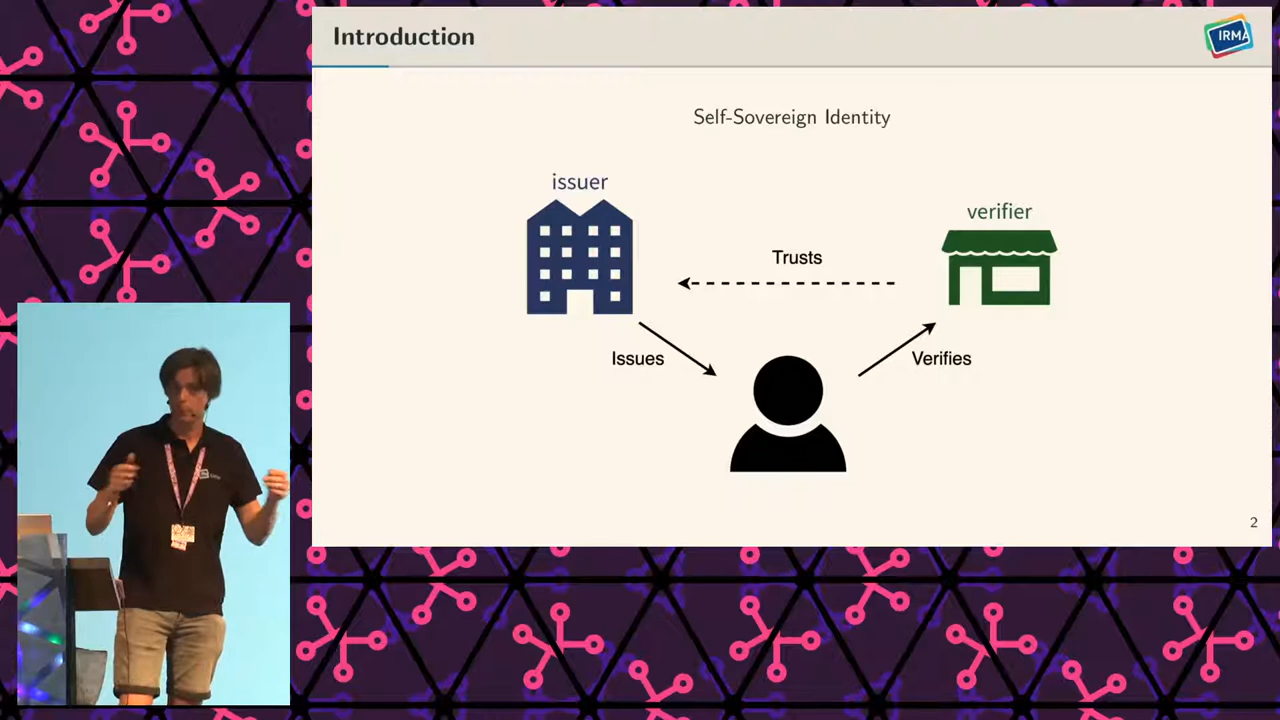 Introduction
IRMA
Self-Sovereign Identity
issuer
verifier
Trusts
Issues
Verifies
2